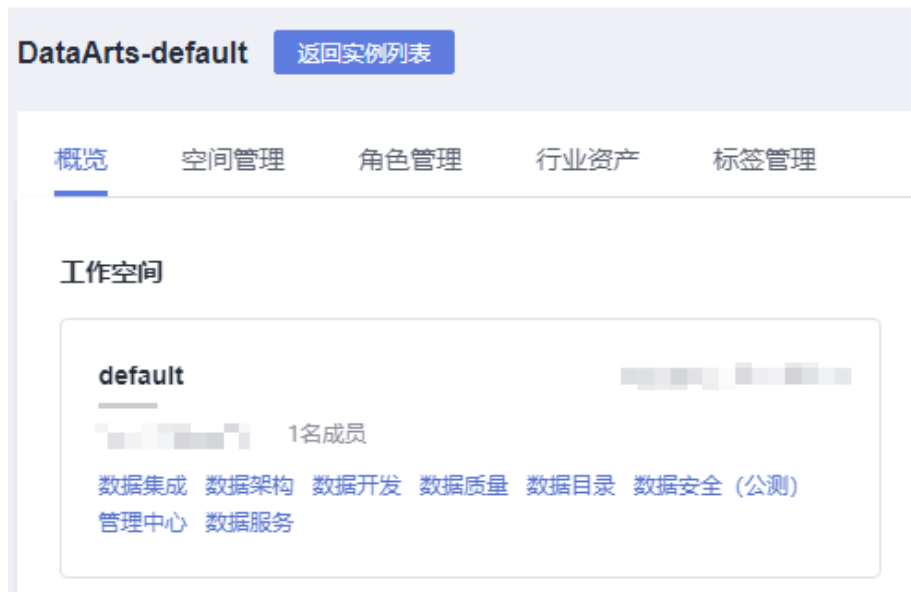 DataArts-default 返回实例列表
概览 空间管理 角色管理 行业资产 标签管理
工作空间
default
1名成员
数据集成 数据架构 数据开发 数据质量 数据目录 数据安全（公测）
管理中心 数据服务